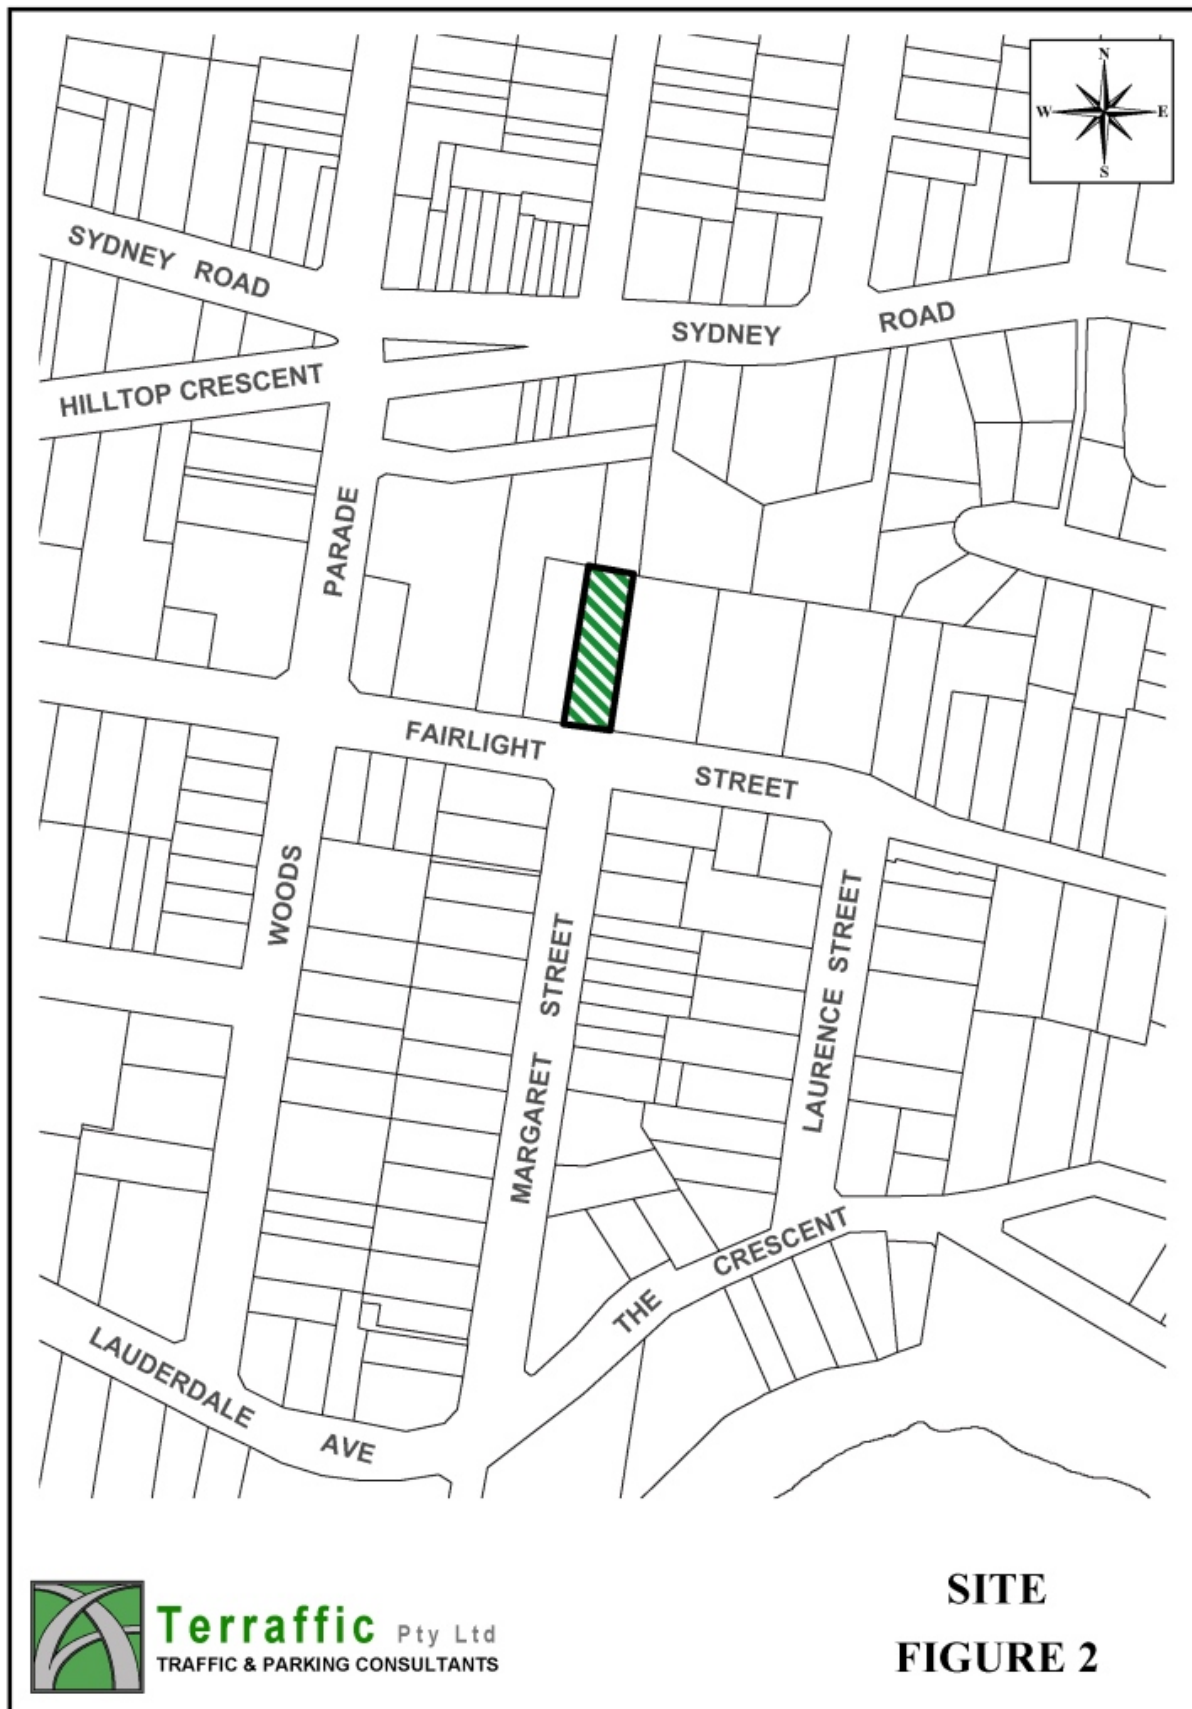 N
W E
S
SYDNEY ROAD
SYDNEY ROAD
HILLTOP CRESCENT
PARADE
FAIRLIGHT
STREET
WOODS
MARGARET STREET
LAURENCE STREET
THE CRESCENT
LAUDERDALE AVE
SITE
FIGURE 2
Terraffic Pty Ltd
TRAFFIC & PARKING CONSULTANTS